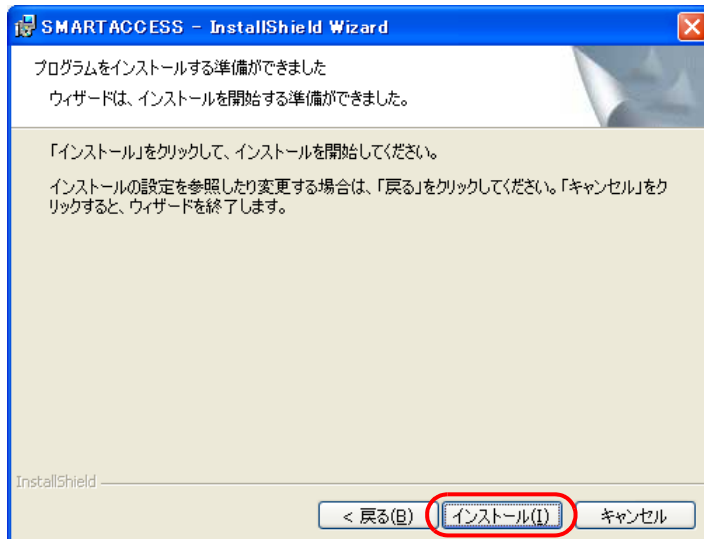 SMARTACCESS - InstallShield Wizard
プログラムをインストールする準備ができました
ウィザードは、インストールを開始する準備ができました。
「インストール」をクリックして、インストールを開始してください。
インストールの設定を参照したり変更する場合は、「戻る」をクリックしてください。「キャンセル」をク
リックすると、ウィザードを終了します。
InstallShield
< 戻る(B) インストール(I) キャンセル